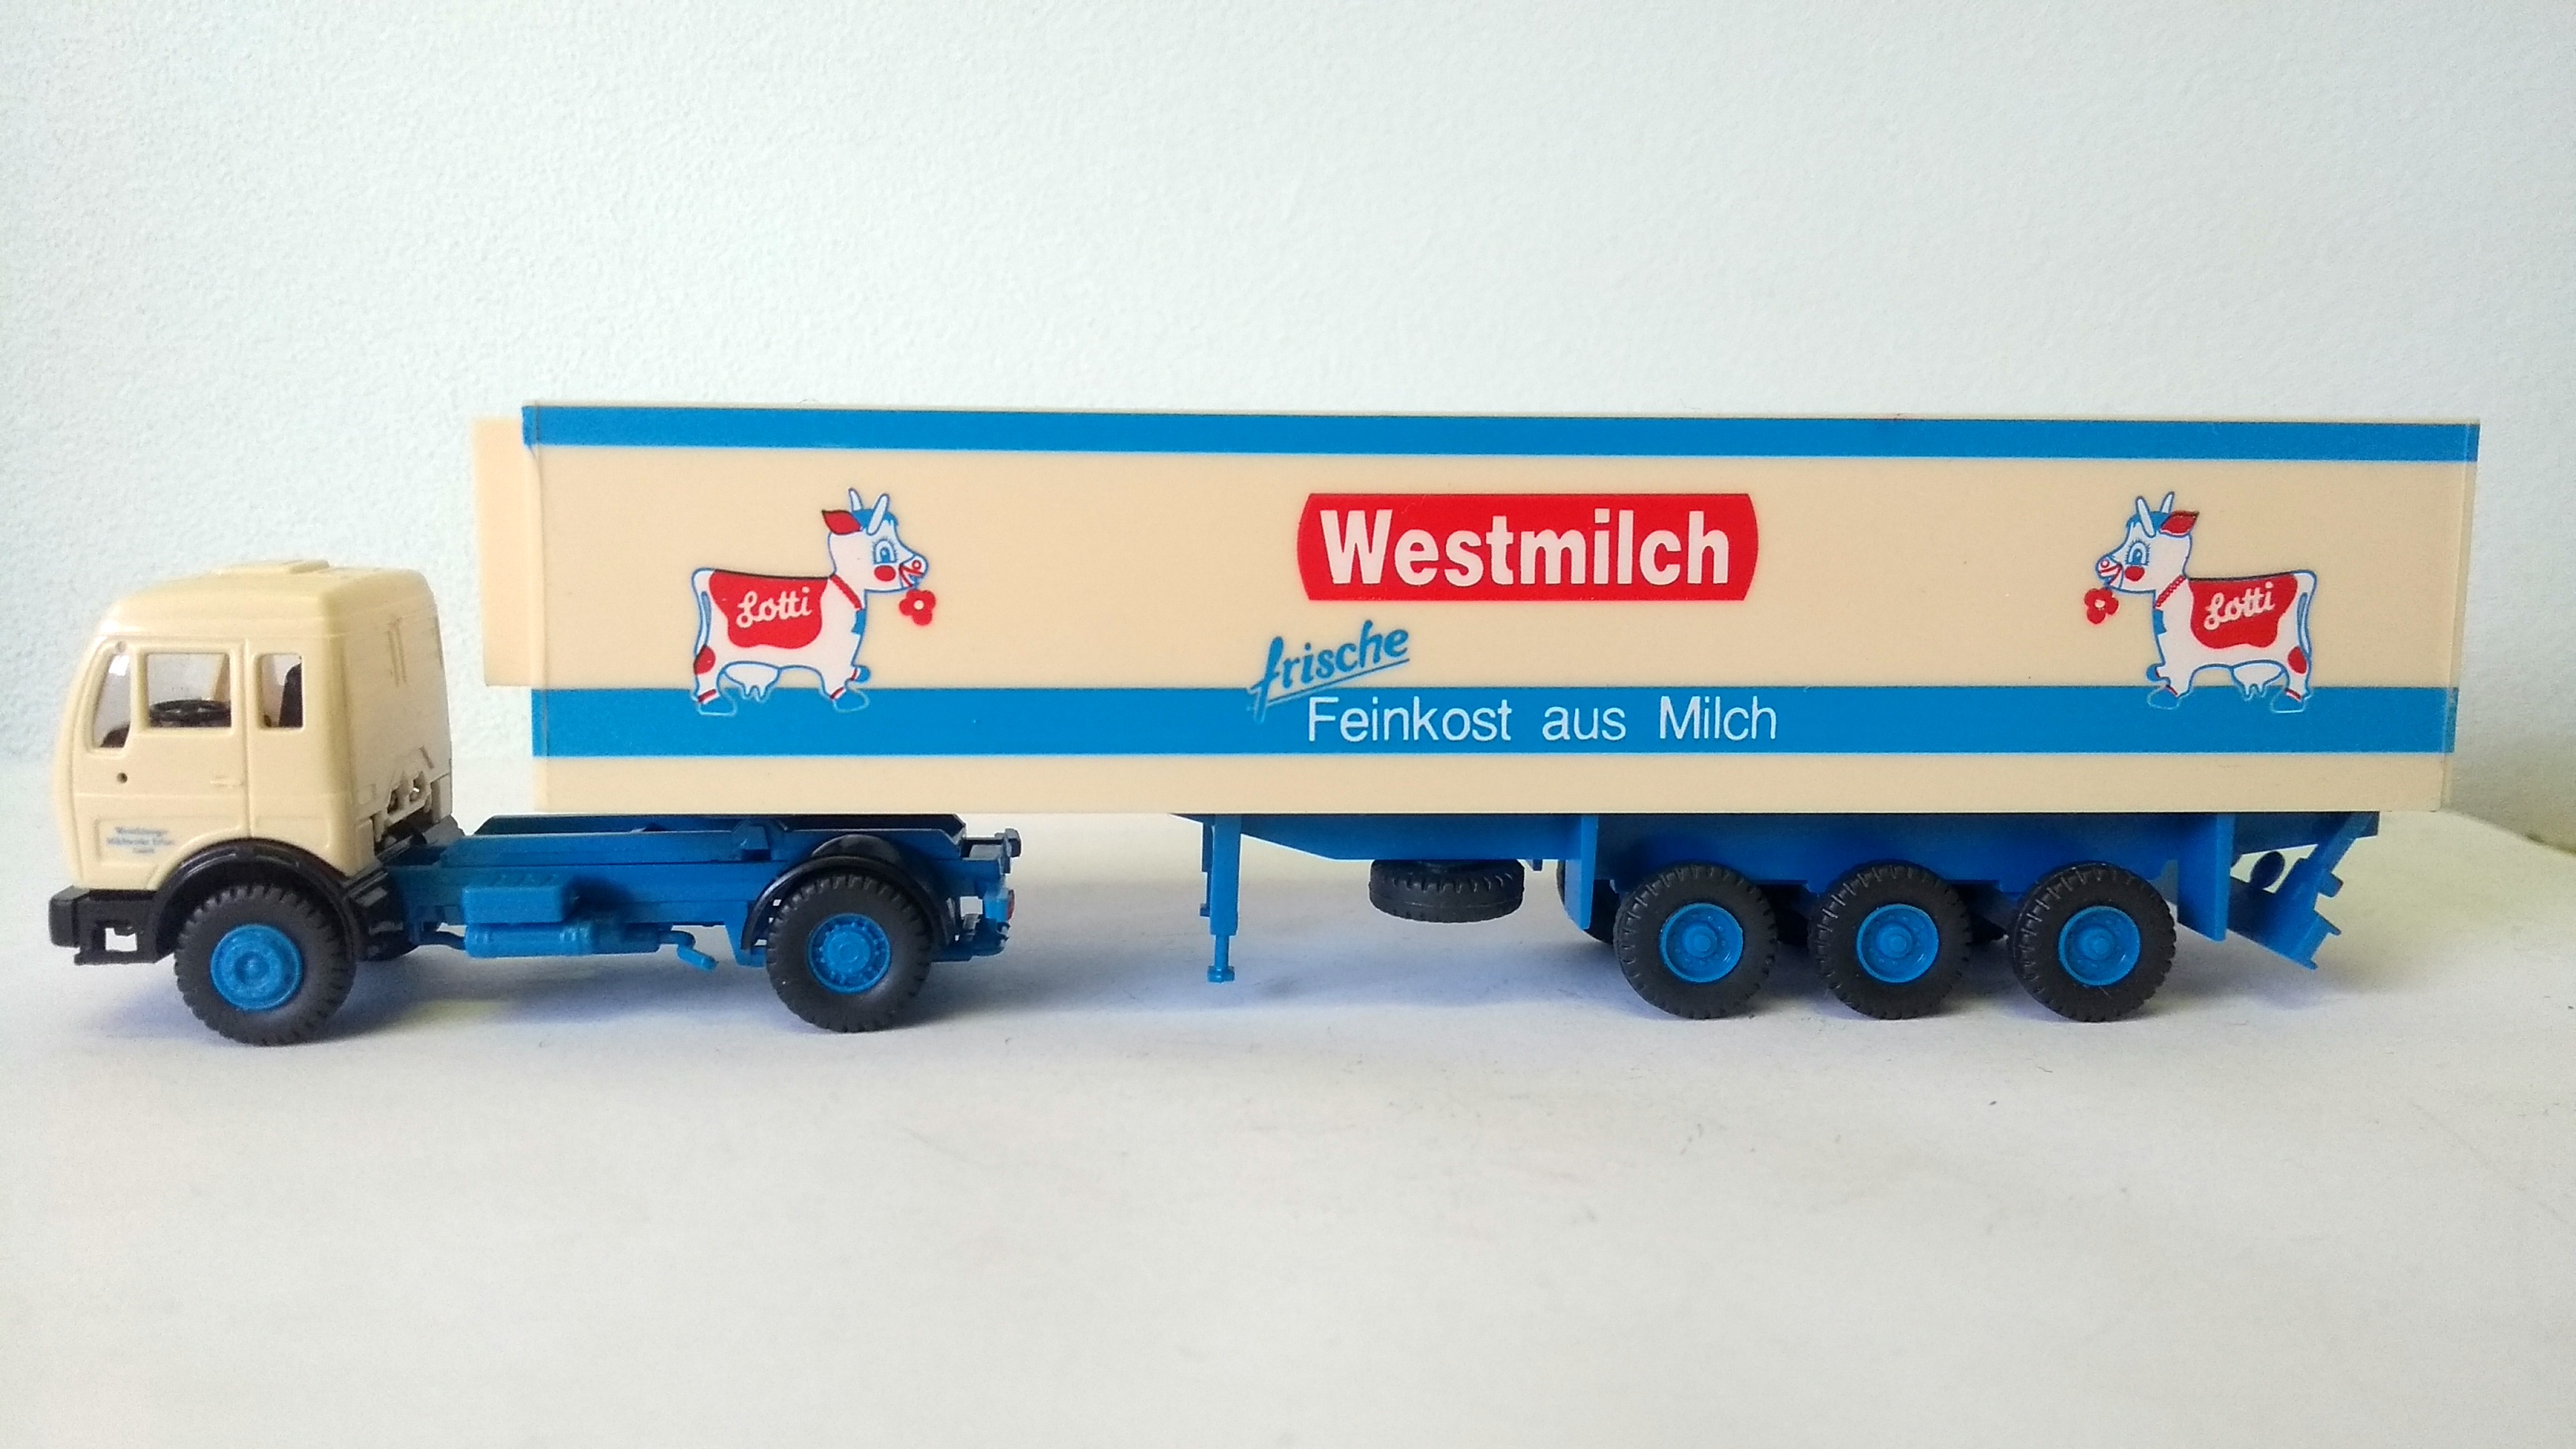 Lotti
Westmilch
Lotti
frische
Feinkost aus Milch